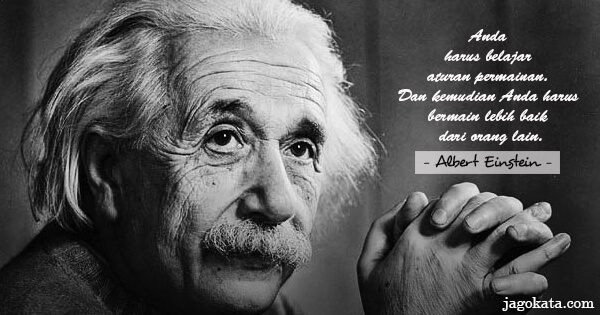 Anda
harus belajar
aturan permainan.
Dan kemudian Anda harus
bermain lebih baik
dari orang lain.
- Albert Einstein -
jagokata.com